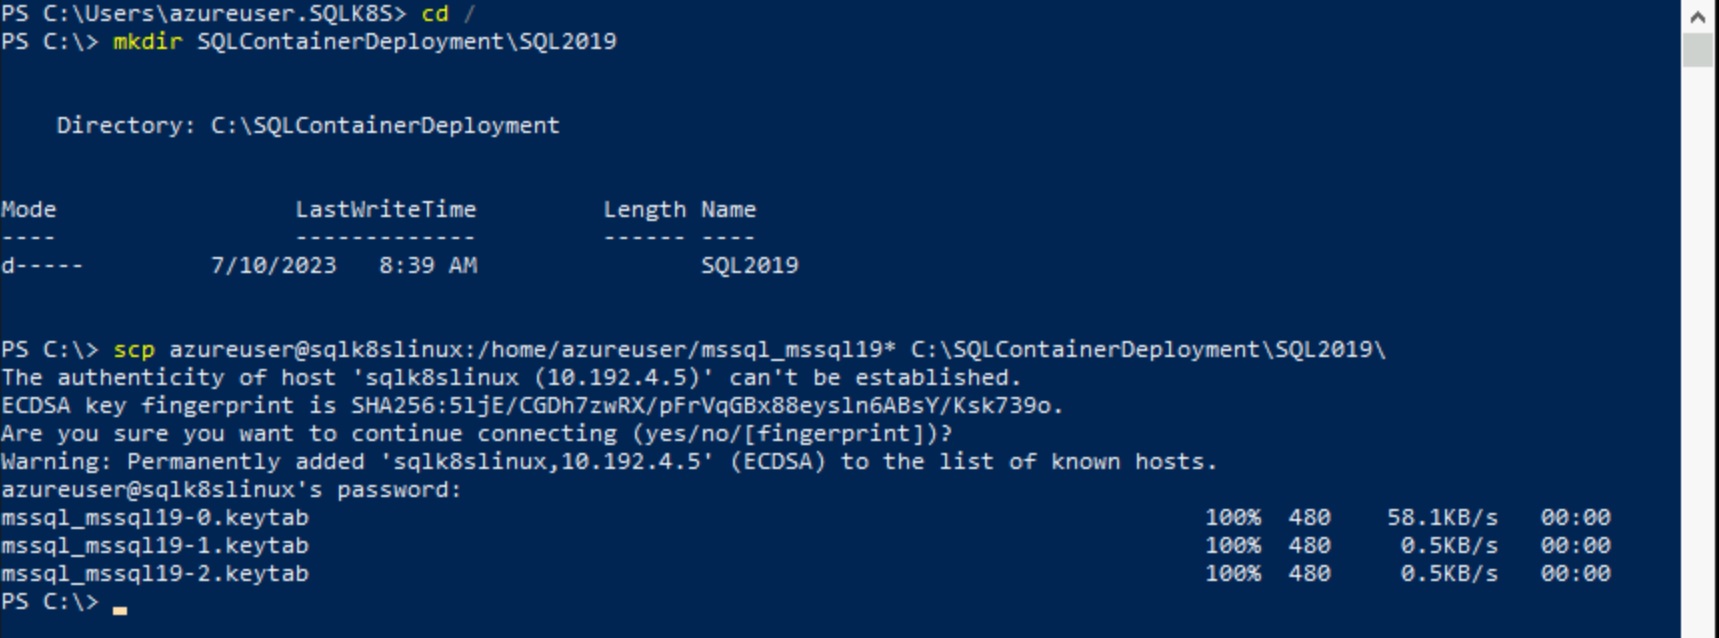 PS C:\Users\azureuser.SQLK8S> cd /
PS C:\> mkdir SQLContainerDeployment\SQL2019
Directory: C:\SQLContainerDeployment
Mode LastWriteTime Length Name
---- ------------- ------ ----
d----- 7/10/2023 8:39 AM SQL2019
PS C:\> scp azureuser@sqlk8slinux:/home/azureuser/mssql_mssql19* C:\SQLContainerDeployment\SQL2019\
The authenticity of host 'sqlk8slinux (10.192.4.5)' can't be established.
ECDSA key fingerprint is SHA256:5ljE/CGDh7zwRX/pFrVqGBx88eysln6ABsY/Ksk739o.
Are you sure you want to continue connecting (yes/no/[fingerprint])?
Warning: Permanently added 'sqlk8slinux,10.192.4.5' (ECDSA) to the list of known hosts.
azureuser@sqlk8slinux's password:
mssql_mssql19-0.keytab 100% 480 58.1KB/s 00:00
mssql_mssql19-1.keytab 100% 480 0.5KB/s 00:00
mssql_mssql19-2.keytab 100% 480 0.5KB/s 00:00
PS C:\>